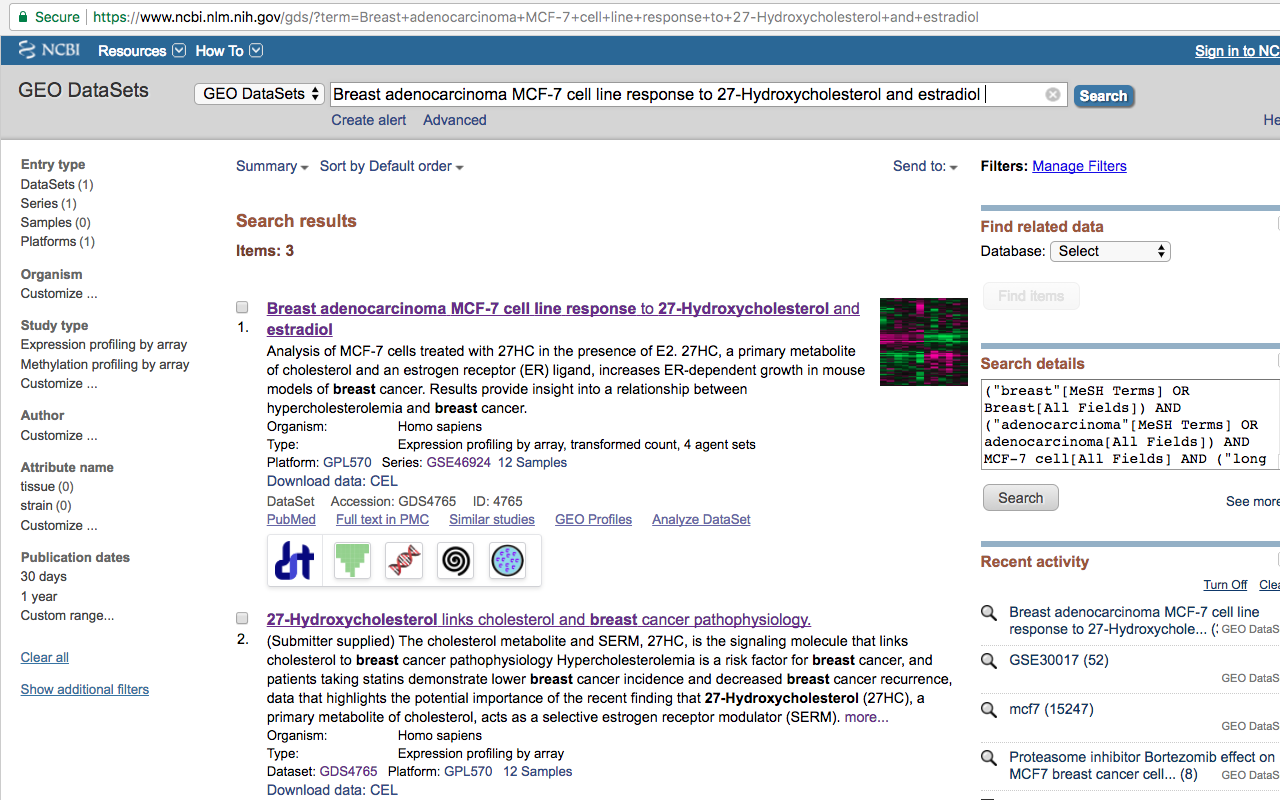 Secure https://www.ncbi.nlm.nih.gov/gds/?term=Breast+adenocarcinoma+MCF-7+cell+line+response+to+27-Hydroxycholesterol+and+estradiol
NCBI Resources How To Sign in to NC
GEO DataSets GEO DataSets Breast adenocarcinoma MCF-7 cell line response to 27-Hydroxycholesterol and estradiol Search
Create alert Advanced He
Entry type
DataSets (1)
Series (1)
Samples (0)
Platforms (1)
Organism
Customize ...
Study type
Expression profiling by array
Methylation profiling by array
Customize ...
Author
Customize ...
Attribute name
tissue (0)
strain (0)
Customize ...
Publication dates
30 days
1 year
Custom range...
Clear all
Show additional filters
Summary Sort by Default order Send to:
Search results
Items: 3
1.
Breast adenocarcinoma MCF-7 cell line response to 27-Hydroxycholesterol and
estradiol
Analysis of MCF-7 cells treated with 27HC in the presence of E2. 27HC, a primary metabolite
of cholesterol and an estrogen receptor (ER) ligand, increases ER-dependent growth in mouse
models of breast cancer. Results provide insight into a relationship between
hypercholesterolemia and breast cancer.
Organism: Homo sapiens
Type: Expression profiling by array, transformed count, 4 agent sets
Platform: GPL570 Series: GSE46924 12 Samples
Download data: CEL
DataSet Accession: GDS4765 ID: 4765
PubMed Full text in PMC Similar studies GEO Profiles Analyze DataSet
2.
27-Hydroxycholesterol links cholesterol and breast cancer pathophysiology.
(Submitter supplied) The cholesterol metabolite and SERM, 27HC, is the signaling molecule that links
cholesterol to breast cancer pathophysiology Hypercholesterolemia is a risk factor for breast cancer, and
patients taking statins demonstrate lower breast cancer incidence and decreased breast cancer recurrence,
data that highlights the potential importance of the recent finding that 27-Hydroxycholesterol (27HC), a
primary metabolite of cholesterol, acts as a selective estrogen receptor modulator (SERM). more...
Organism: Homo sapiens
Type: Expression profiling by array
Dataset: GDS4765 Platform: GPL570 12 Samples
Download data: CEL
Filters: Manage Filters
Find related data
Database: Select
Find items
Search details
("breast"[MeSH Terms] OR
Breast[All Fields]) AND
("adenocarcinoma"[MeSH Terms] OR
adenocarcinoma[All Fields]) AND
MCF-7 cell[All Fields] AND ("long
Search See more
Recent activity
Turn Off Clea
Breast adenocarcinoma MCF-7 cell line
response to 27-Hydroxychole... ( GEO DataS
GSE30017 (52)
GEO DataS
mcf7 (15247)
GEO DataS
Proteasome inhibitor Bortezomib effect on
MCF7 breast cancer cell... (8) GEO DataS